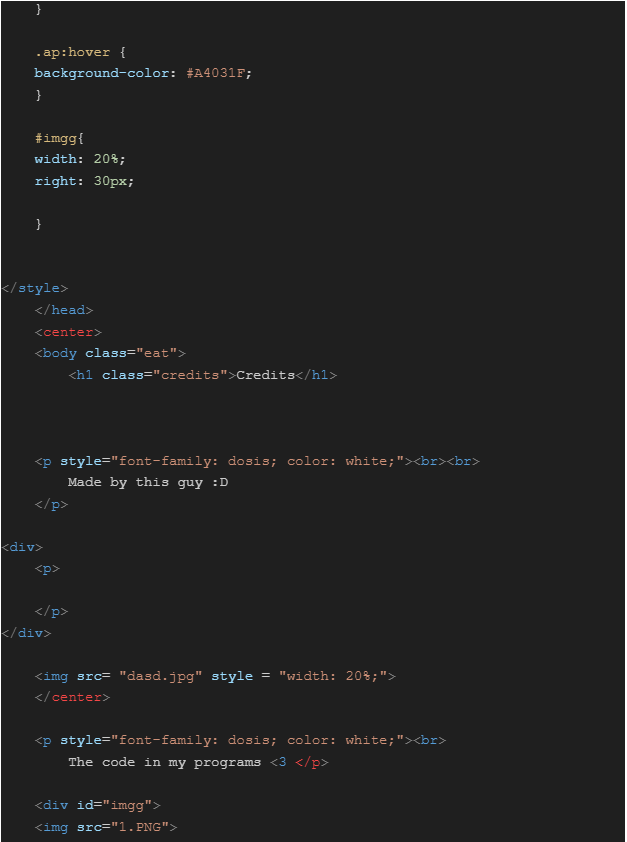 }
.ap:hover {
background-color: #A4031F;
}
#imgg{
width: 20%;
right: 30px;
}
</style>
</head>
<center>
<body class="eat">
<h1 class="credits">Credits</h1>
<p style="font-family: dosis; color: white;"><br><br>
Made by this guy :D
</p>
<div>
<p>
</p>
</div>
<img src= "dasd.jpg" style = "width: 20%;">
</center>
<p style="font-family: dosis; color: white;"><br>
The code in my programs <3 </p>
<div id="imgg">
<img src="1.PNG">